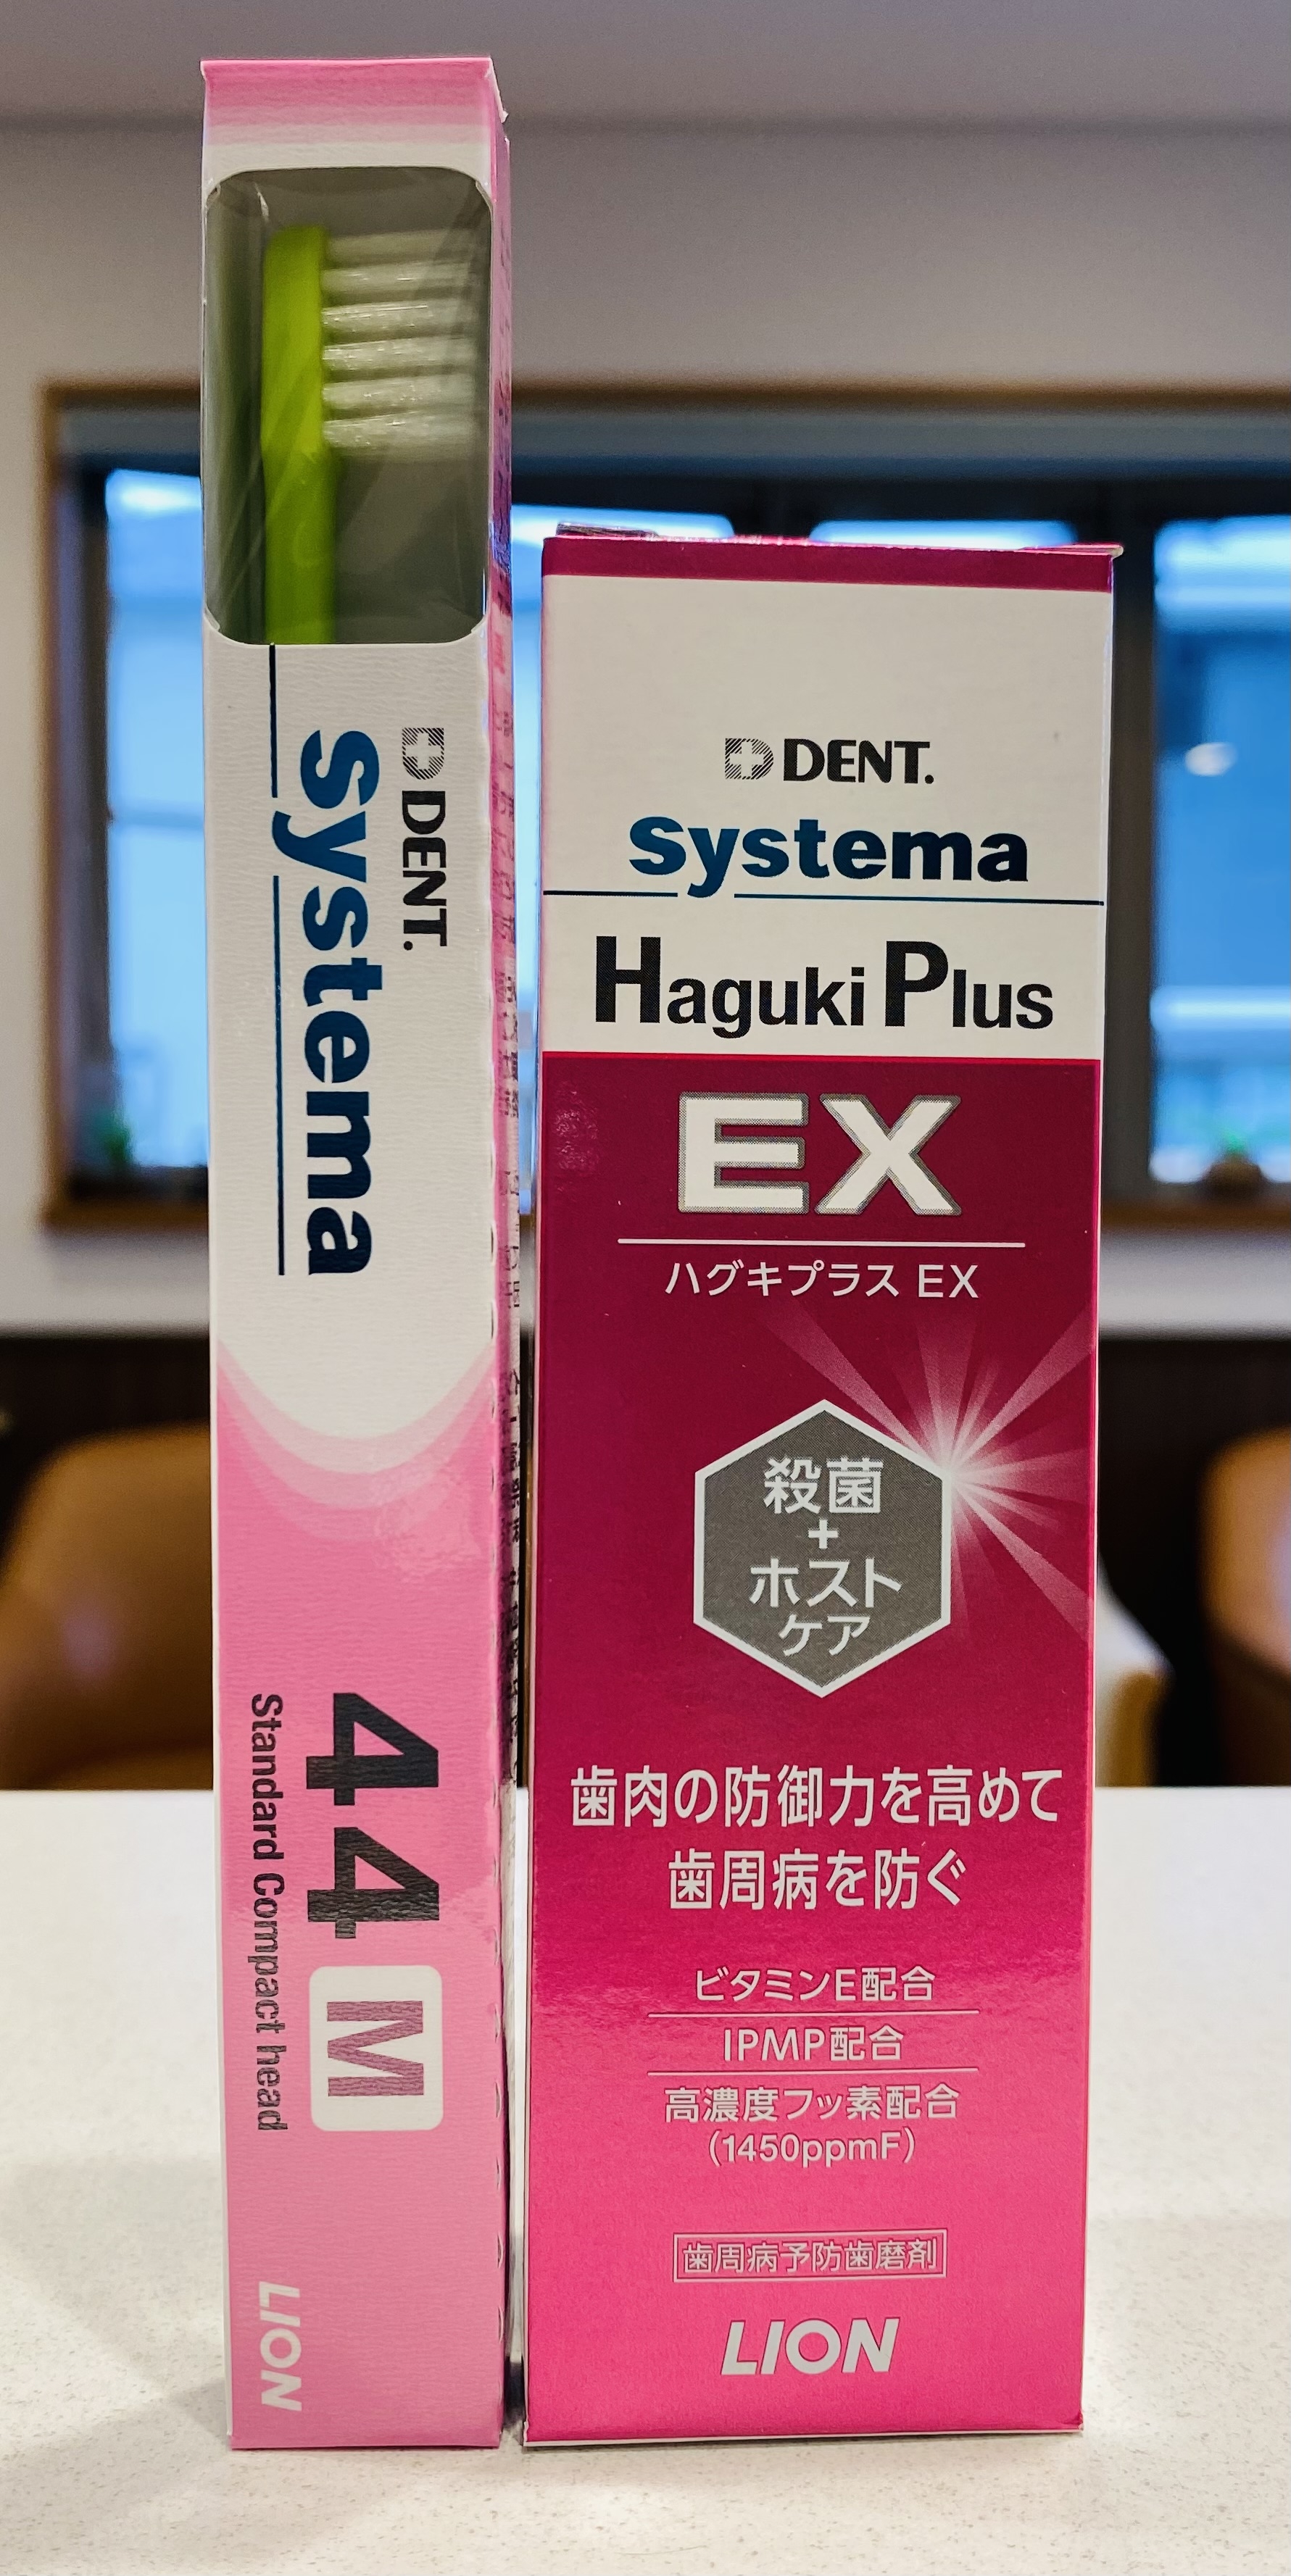 DENT.
Systema
44 M
Standard Compact head
LION
DENT.
Systema
Haguki Plus
EX
ハグキプラス EX
殺菌
+
ホスト
ケア
歯肉の防御力を高めて
歯周病を防ぐ
ビタミンE配合
IPMP配合
高濃度フッ素配合
(1450ppmF)
歯周病予防歯磨剤
LION